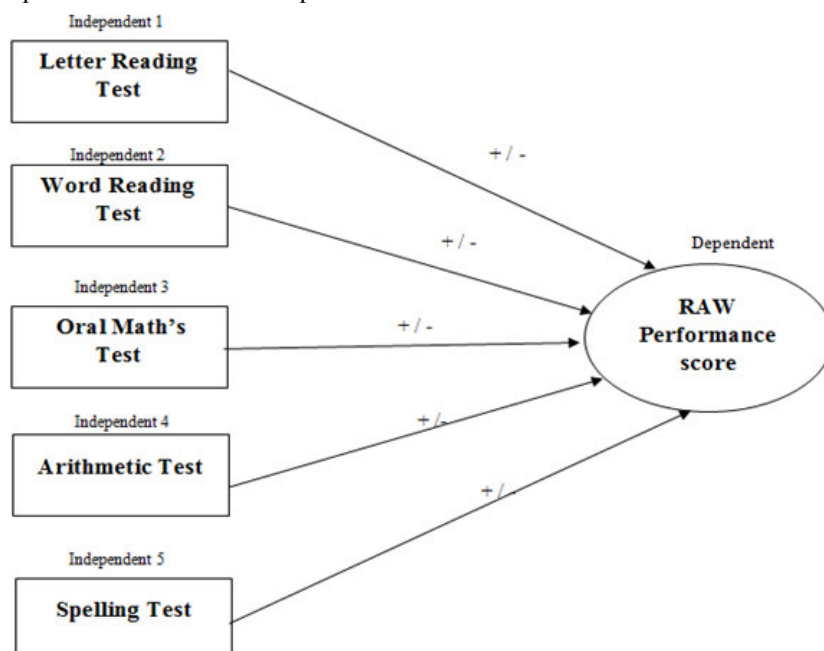 Independent 1
Letter Reading
Test
+ / -
Independent 2
Word Reading
Test
+ / -
Dependent
Independent 3
Oral Math's
Test
+ / -
RAW
Performance
score
Independent 4
Arithmetic Test
+ /-
Independent 5
Spelling Test
+ / -